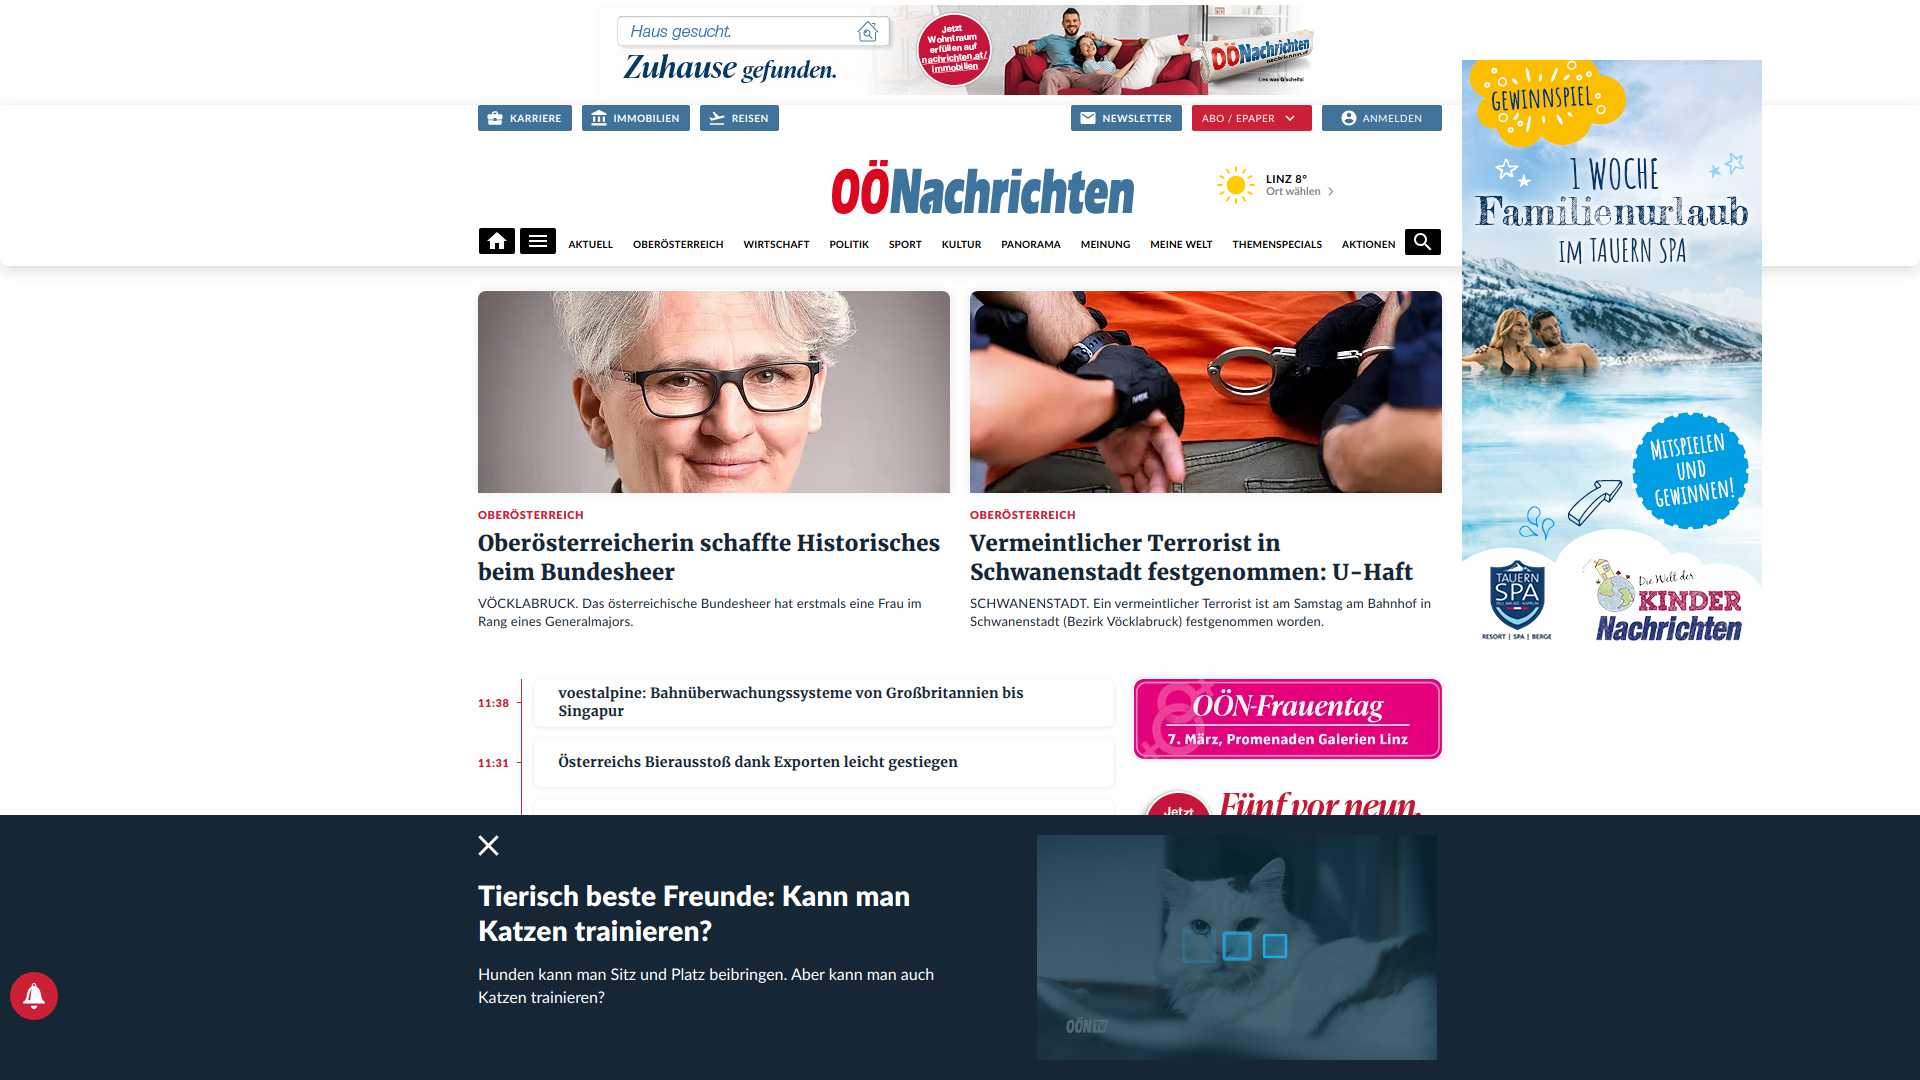 Haus gesucht.
Zuhause gefunden.
Jetzt
Wohntraum
erfüllen auf
nachrichten.at/
immobilien
OÖNachrichten
Lies was G'scheits!
KARRIERE
IMMOBILIEN
REISEN
NEWSLETTER
ABO / EPAPER
ANMELDEN
OÖNachrichten
LINZ 8°
Ort wählen
AKTUELL
OBERÖSTERREICH
WIRTSCHAFT
POLITIK
SPORT
KULTUR
PANORAMA
MEINUNG
MEINE WELT
THEMENSPECIALS
AKTIONEN
GEWINNSPIEL
1 WOCHE
Familienurlaub
IM TAUERN SPA
MITSPIELEN
UND
GEWINNEN!
TAUERN
SPA
RESORT | SPA | BERGE
Die Welt der
KINDER
Nachrichten
OBERÖSTERREICH
Oberösterreicherin schaffte Historisches
beim Bundesheer
VÖCKLABRUCK. Das österreichische Bundesheer hat erstmals eine Frau im
Rang eines Generalmajors.
OBERÖSTERREICH
Vermeintlicher Terrorist in
Schwanenstadt festgenommen: U-Haft
SCHWANENSTADT. Ein vermeintlicher Terrorist ist am Samstag am Bahnhof in
Schwanenstadt (Bezirk Vöcklabruck) festgenommen worden.
11:38
voestalpine: Bahnüberwachungssysteme von Großbritannien bis
Singapur
11:31
Österreichs Bierausstoß dank Exporten leicht gestiegen
OÖN-Frauentag
7. März, Promenaden Galerien Linz
Jetzt
Fünf vor neun.
Tierisch beste Freunde: Kann man
Katzen trainieren?
Hunden kann man Sitz und Platz beibringen. Aber kann man auch
Katzen trainieren?
OÖN TV